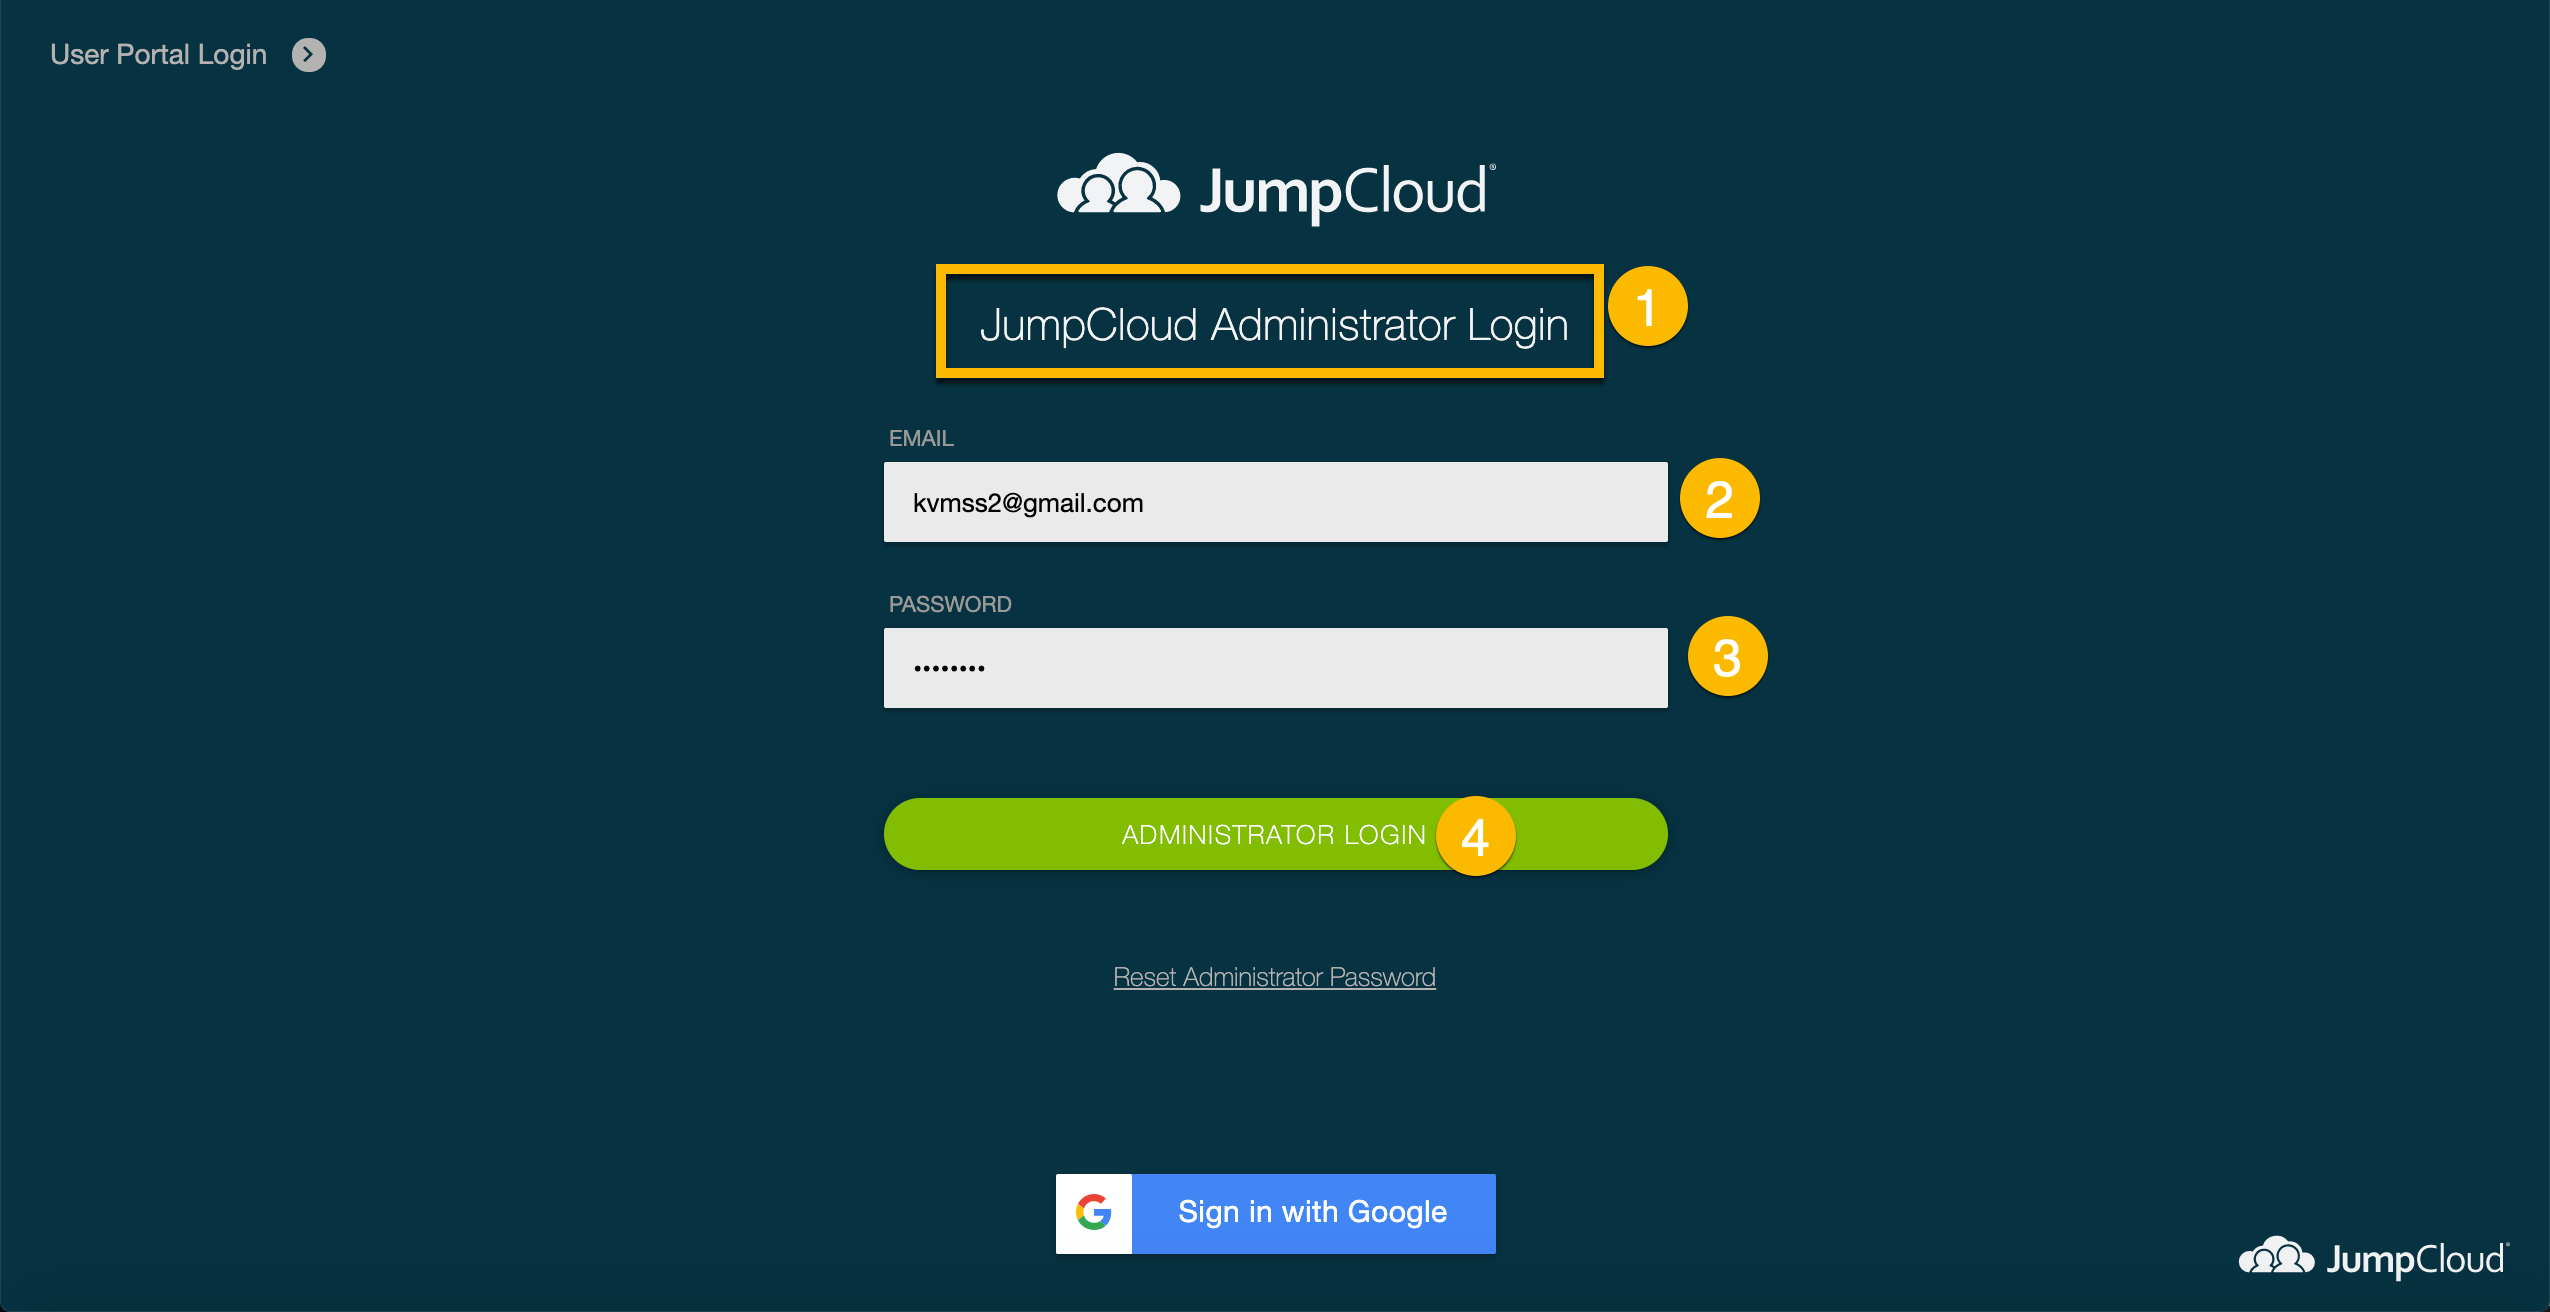 User Portal Login
JumpCloud®
JumpCloud Administrator Login
1
EMAIL
kvmss2@gmail.com
2
PASSWORD
••••••••
3
ADMINISTRATOR LOGIN
4
Reset Administrator Password
Sign in with Google
JumpCloud®